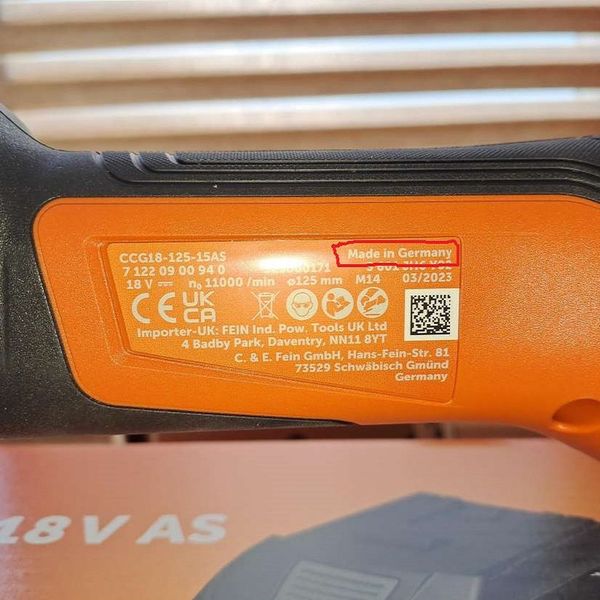 CCG18-125-15AS
Made in Germany
7 122 09 00 94 0
18 V ⎓ n₀ 11000 /min ⌀125 mm M14 03/2023
CE UK CA
Importer-UK: FEIN Ind. Pow. Tools UK Ltd
4 Badby Park, Daventry, NN11 8YT
C. & E. Fein GmbH, Hans-Fein-Str. 81
73529 Schwäbisch Gmünd
Germany
18 V AS